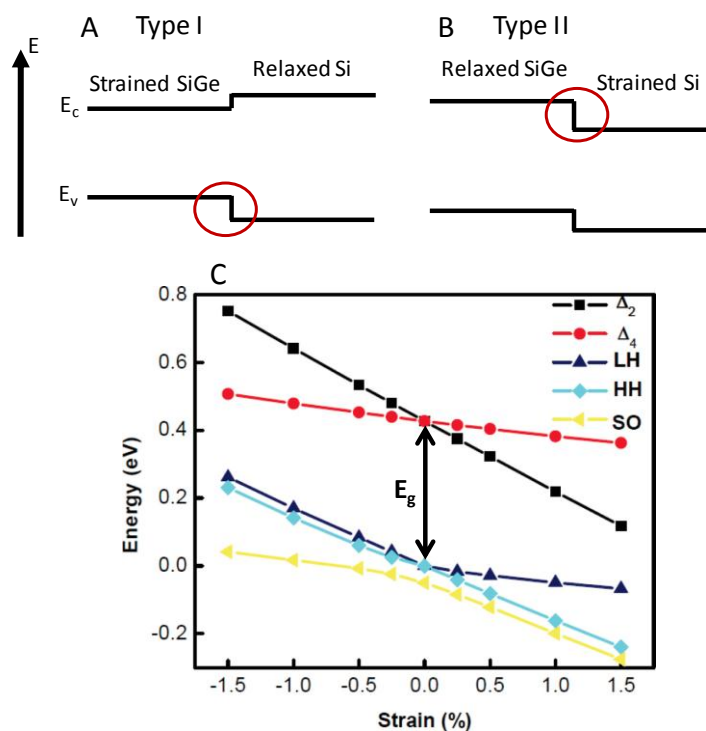 A Type I
B Type II
E
Strained SiGe
Relaxed Si
Relaxed SiGe
Strained Si
E_c
E_v
C
0.8
0.6
0.4
0.2
0.0
-0.2
Energy (eV)
Δ_2
Δ_4
LH
HH
SO
E_g
-1.5 -1.0 -0.5 0.0 0.5 1.0 1.5
Strain (%)